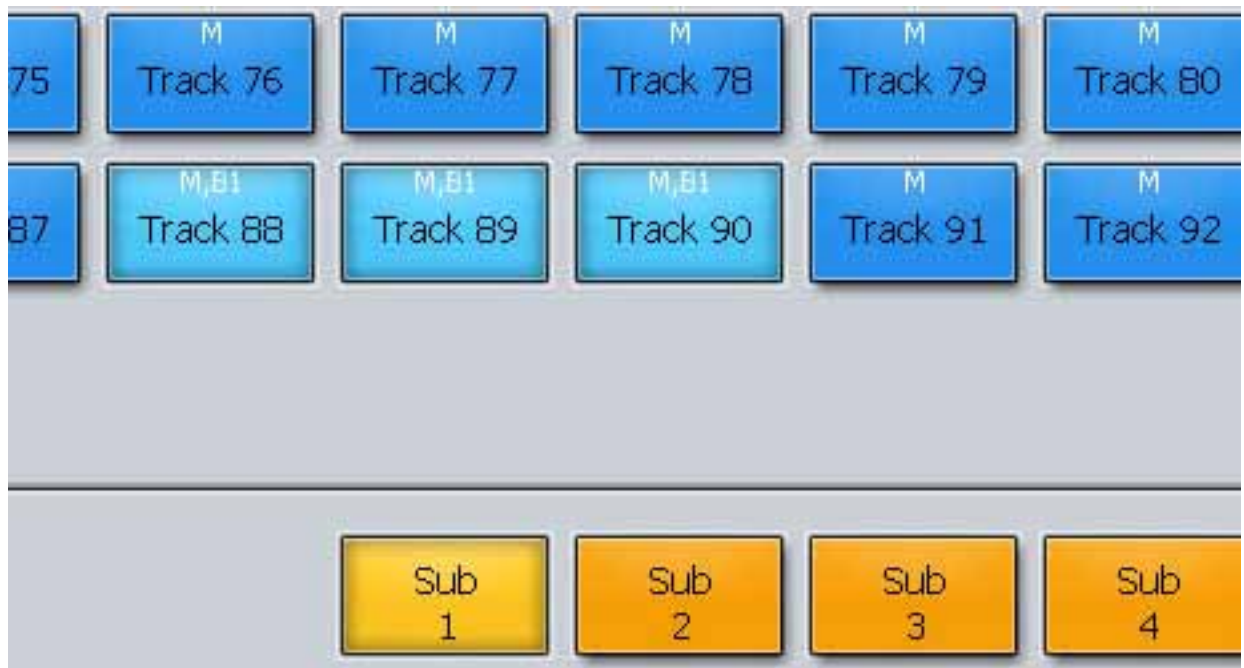 M M M M M
75 Track 76 Track 77 Track 78 Track 79 Track 80
M,B1 M,B1 M,B1 M M
87 Track 88 Track 89 Track 90 Track 91 Track 92
Sub Sub Sub Sub
1 2 3 4